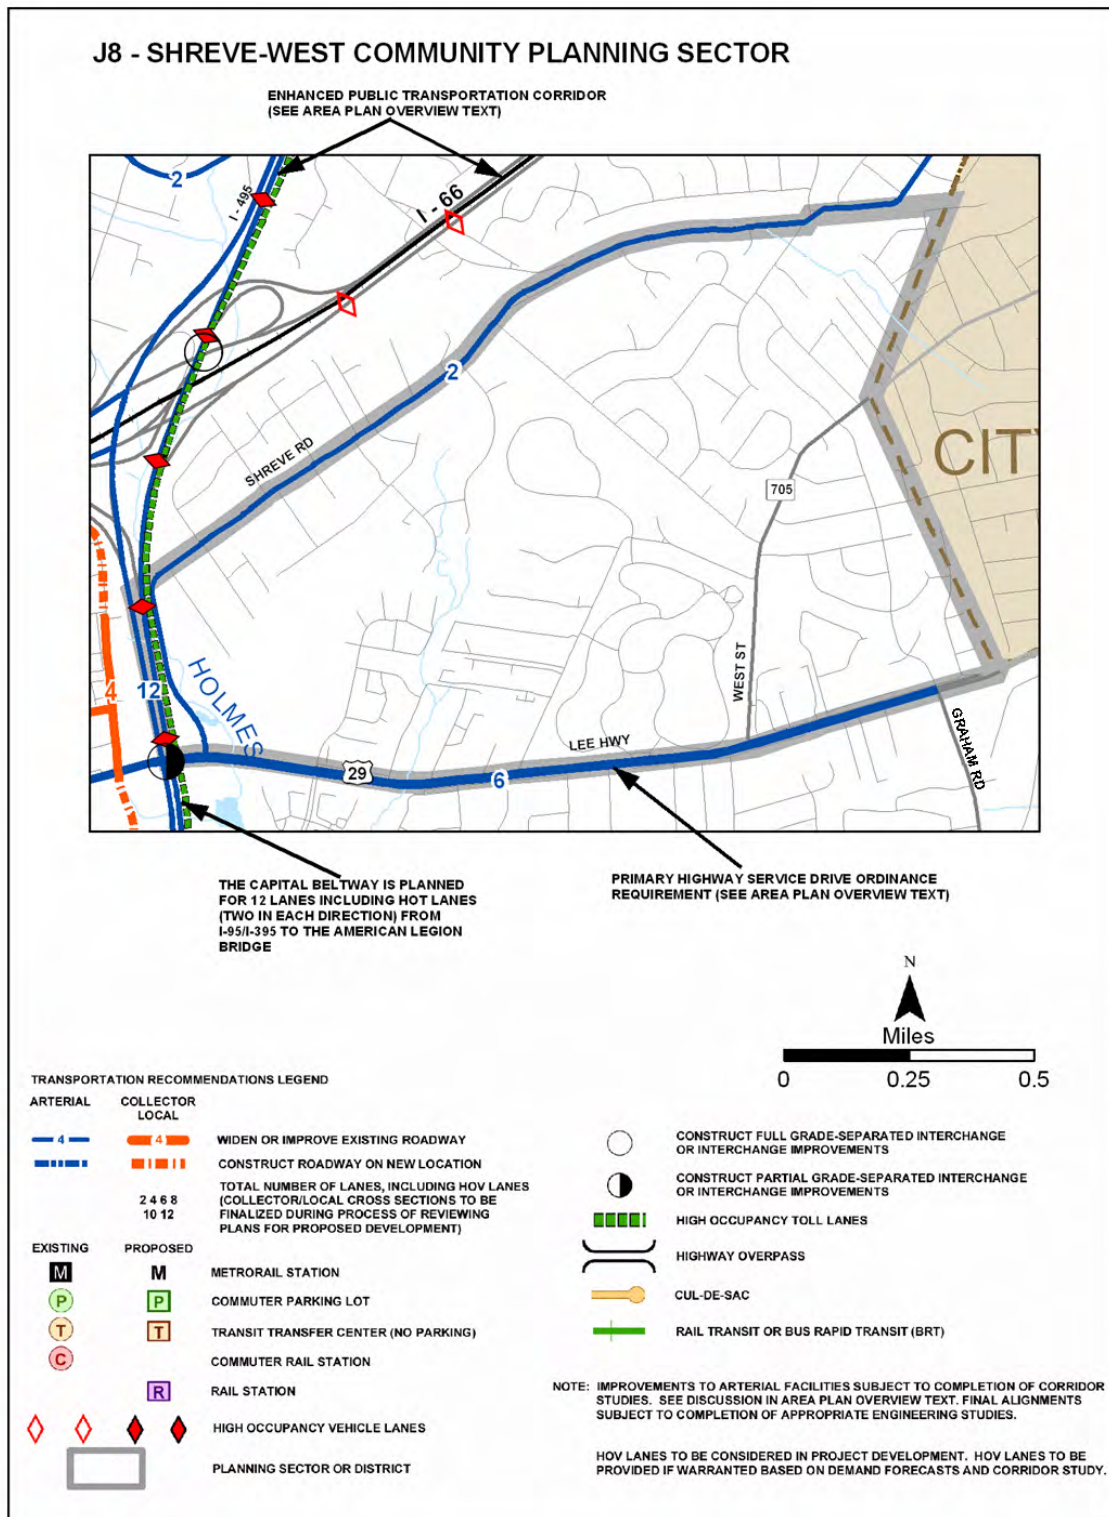 J8 - SHREVE-WEST COMMUNITY PLANNING SECTOR
ENHANCED PUBLIC TRANSPORTATION CORRIDOR
(SEE AREA PLAN OVERVIEW TEXT)
2
I - 495
I - 66
2
SHREVE RD
CIT
705
WEST ST
HOLMES
12
4
LEE HWY
29
6
GRAHAM RD
THE CAPITAL BELTWAY IS PLANNED
FOR 12 LANES INCLUDING HOT LANES
(TWO IN EACH DIRECTION) FROM
I-95/I-395 TO THE AMERICAN LEGION
BRIDGE
PRIMARY HIGHWAY SERVICE DRIVE ORDINANCE
REQUIREMENT (SEE AREA PLAN OVERVIEW TEXT)
N
Miles
0 0.25 0.5
TRANSPORTATION RECOMMENDATIONS LEGEND
ARTERIAL
COLLECTOR
LOCAL
4 4 WIDEN OR IMPROVE EXISTING ROADWAY
CONSTRUCT ROADWAY ON NEW LOCATION
2 4 6 8
10 12
TOTAL NUMBER OF LANES, INCLUDING HOV LANES
(COLLECTOR/LOCAL CROSS SECTIONS TO BE
FINALIZED DURING PROCESS OF REVIEWING
PLANS FOR PROPOSED DEVELOPMENT)
EXISTING PROPOSED
M M METRORAIL STATION
P P COMMUTER PARKING LOT
T T TRANSIT TRANSFER CENTER (NO PARKING)
C COMMUTER RAIL STATION
R RAIL STATION
HIGH OCCUPANCY VEHICLE LANES
PLANNING SECTOR OR DISTRICT
CONSTRUCT FULL GRADE-SEPARATED INTERCHANGE
OR INTERCHANGE IMPROVEMENTS
CONSTRUCT PARTIAL GRADE-SEPARATED INTERCHANGE
OR INTERCHANGE IMPROVEMENTS
HIGH OCCUPANCY TOLL LANES
HIGHWAY OVERPASS
CUL-DE-SAC
RAIL TRANSIT OR BUS RAPID TRANSIT (BRT)
NOTE: IMPROVEMENTS TO ARTERIAL FACILITIES SUBJECT TO COMPLETION OF CORRIDOR
STUDIES. SEE DISCUSSION IN AREA PLAN OVERVIEW TEXT. FINAL ALIGNMENTS
SUBJECT TO COMPLETION OF APPROPRIATE ENGINEERING STUDIES.
HOV LANES TO BE CONSIDERED IN PROJECT DEVELOPMENT. HOV LANES TO BE
PROVIDED IF WARRANTED BASED ON DEMAND FORECASTS AND CORRIDOR STUDY.